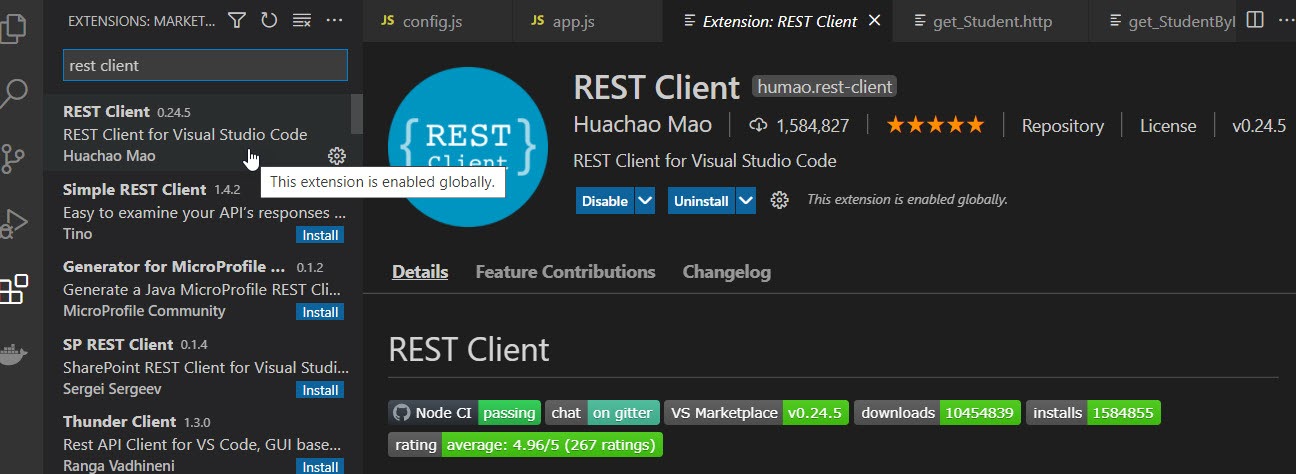 EXTENSIONS: MARKET...
rest client
REST Client 0.24.5
REST Client for Visual Studio Code
Huachao Mao
This extension is enabled globally.
Simple REST Client 1.4.2
Easy to examine your API’s responses ...
Tino Install
Generator for MicroProfile ... 0.1.2
Generate a Java MicroProfile REST Cli...
MicroProfile Community Install
SP REST Client 0.1.4
SharePoint REST Client for Visual Studi...
Sergei Sergeev Install
Thunder Client 1.3.0
Rest API Client for VS Code, GUI base...
Ranga Vadhineni Install
JS config.js JS app.js Extension: REST Client get_Student.http get_StudentByI
{REST}
Client
REST Client humao.rest-client
Huachao Mao 1,584,827 Repository License v0.24.5
REST Client for Visual Studio Code
Disable Uninstall This extension is enabled globally.
Details Feature Contributions Changelog
REST Client
Node CI passing chat on gitter VS Marketplace v0.24.5 downloads 10454839 installs 1584855
rating average: 4.96/5 (267 ratings)